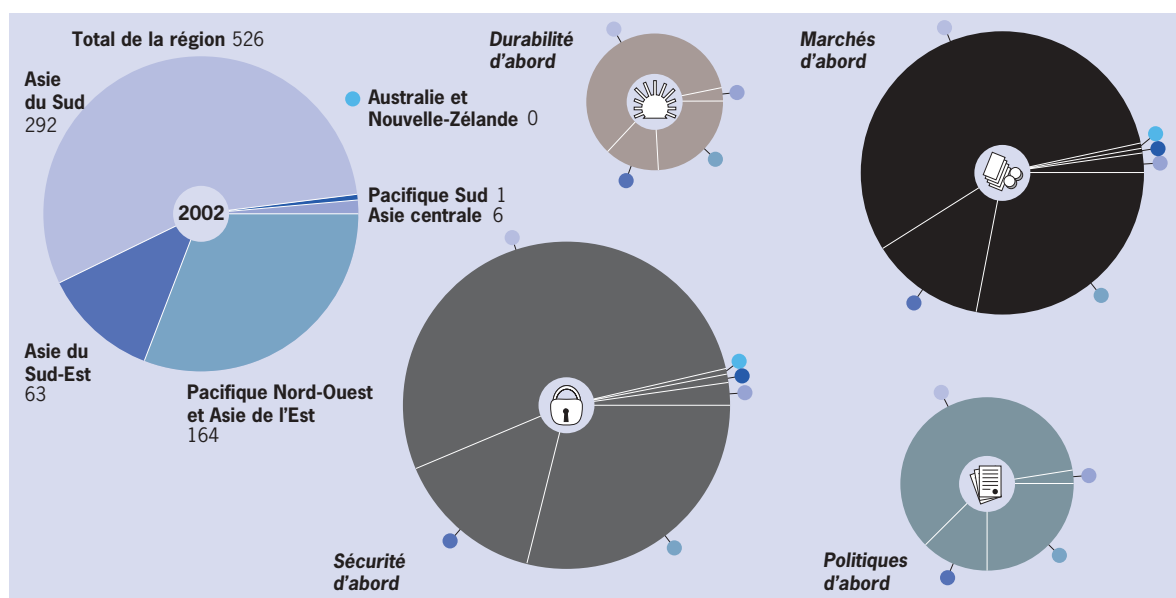 Total de la région 526
Asie
du Sud
292
Australie et
Nouvelle-Zélande 0
Pacifique Sud 1
Asie centrale 6
2002
Asie du
Sud-Est
63
Pacifique Nord-Ouest
et Asie de l'Est
164
Durabilité
d'abord
Marchés
d'abord
Sécurité
d'abord
Politiques
d'abord